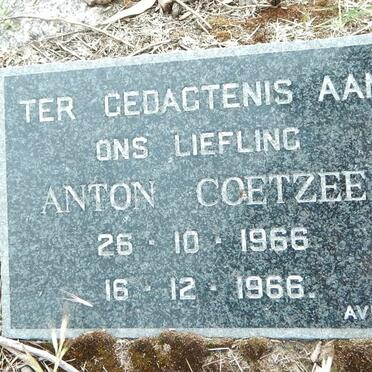 TER GEDAGTENIS AAN
ONS LIEFLING
ANTON COETZEE
26 · 10 · 1966
16 · 12 · 1966.
AV